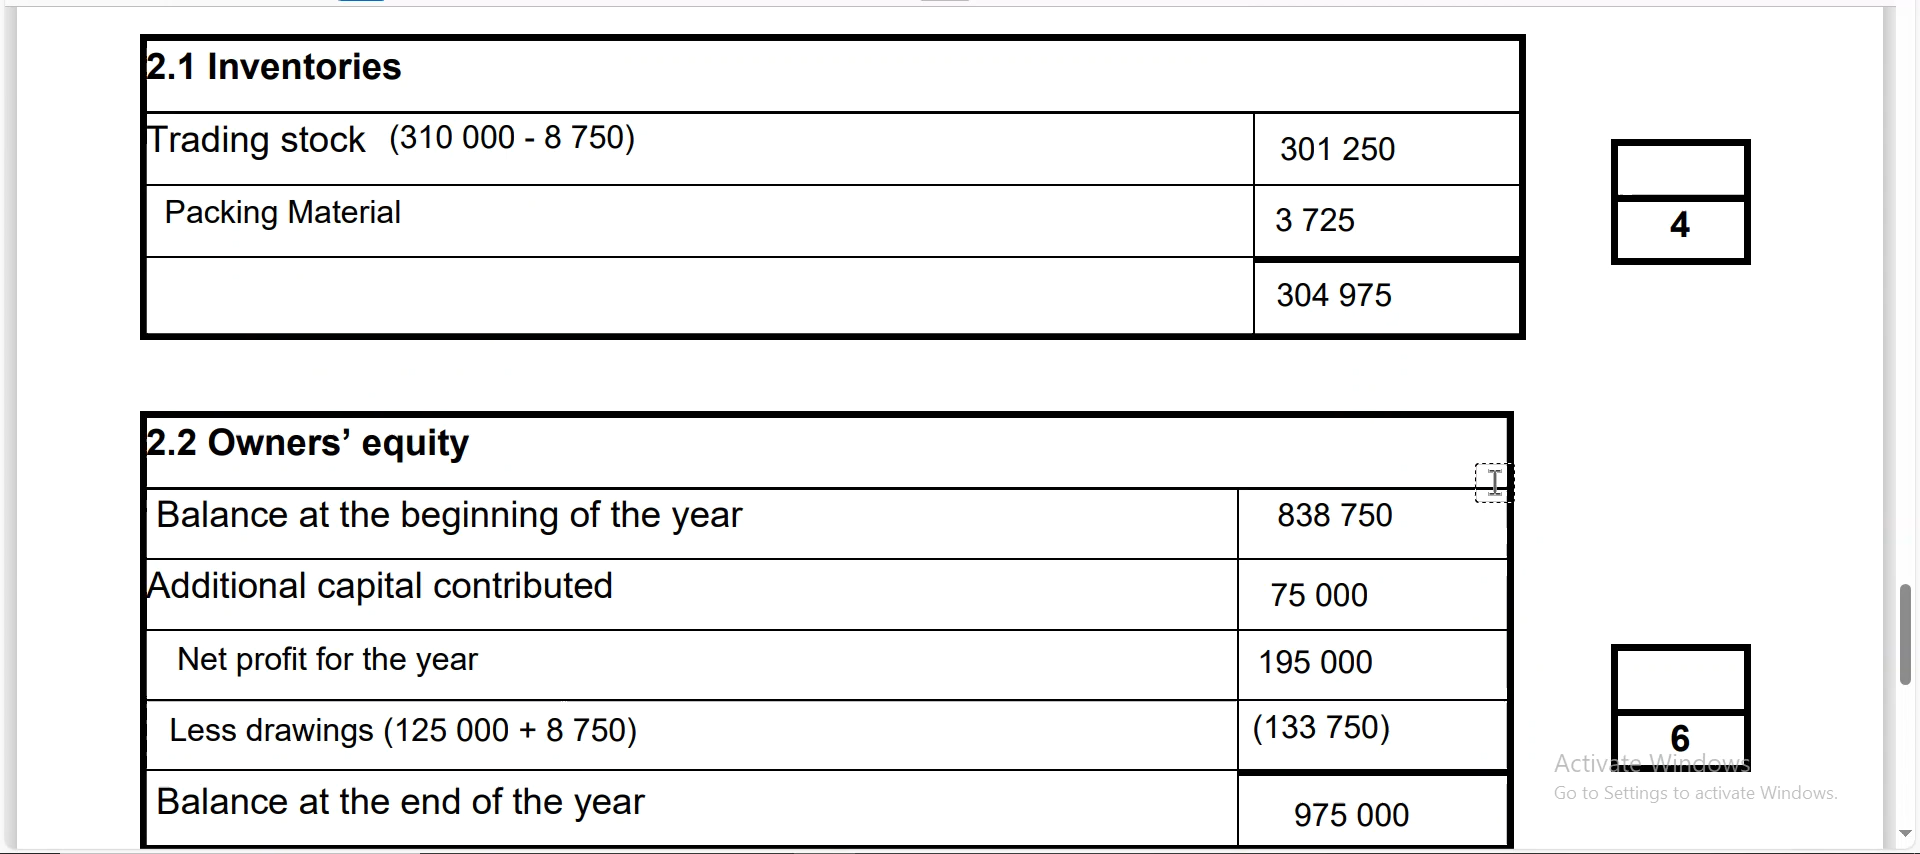 2.1 Inventories
Trading stock (310 000 - 8 750) 301 250
Packing Material 3 725
304 975
4
2.2 Owners’ equity
Balance at the beginning of the year 838 750
Additional capital contributed 75 000
Net profit for the year 195 000
Less drawings (125 000 + 8 750) (133 750)
Balance at the end of the year 975 000
6
Activate Windows
Go to Settings to activate Windows.